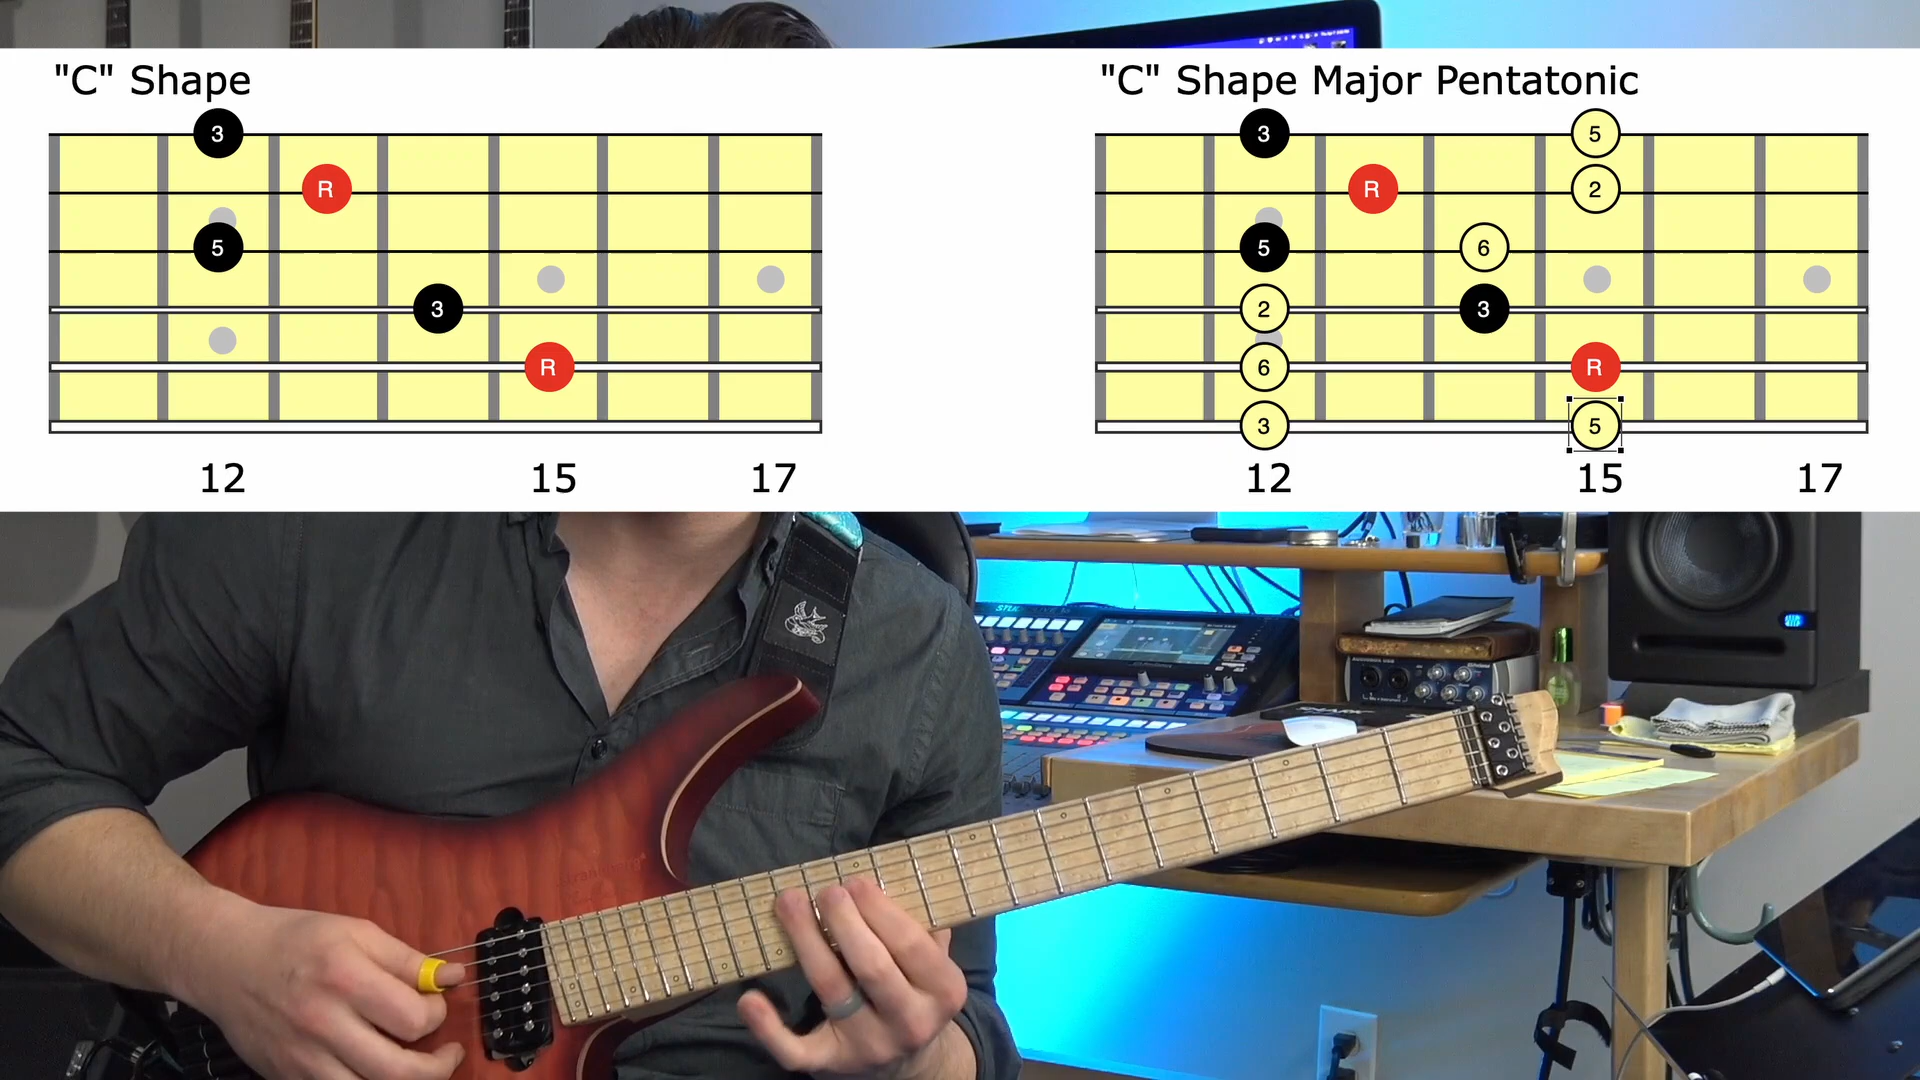 "C" Shape
3
R
5
3
R
12 15 17
"C" Shape Major Pentatonic
3 5
R 2
5 6
2 3
6 R
3 5
12 15 17